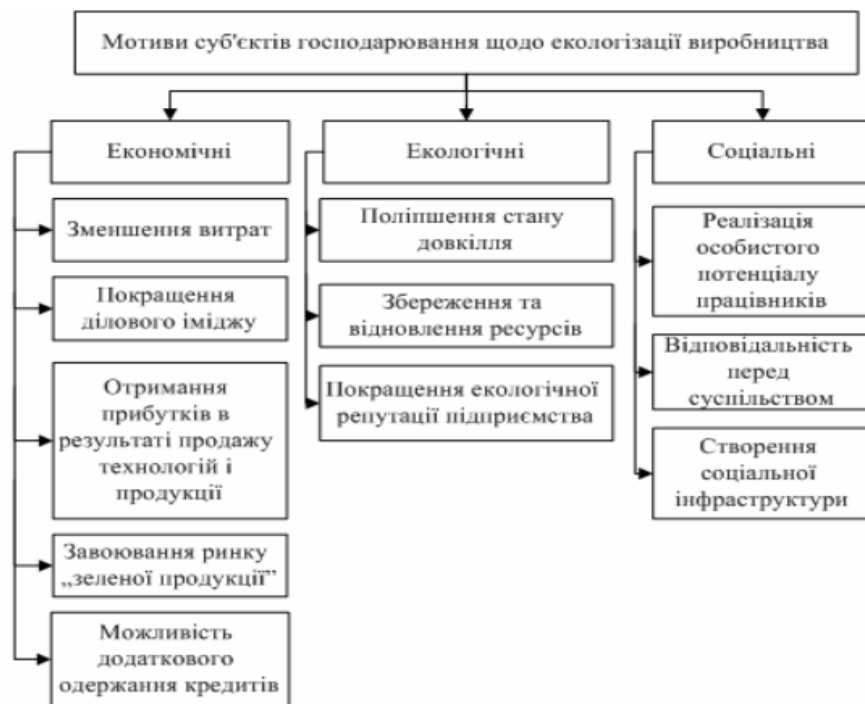 Мотиви суб'єктів господарювання щодо екологізації виробництва
Економічні
Зменшення витрат
Покращення
ділового іміджу
Отримання
прибутків в
результаті продажу
технологій і
продукції
Завоювання ринку
„зеленої продукції”
Можливість
додаткового
одержання кредитів
Екологічні
Поліпшення стану
довкілля
Збереження та
відновлення ресурсів
Покращення екологічної
репутації підприємства
Соціальні
Реалізація
особистого
потенціалу
працівників
Відповідальність
перед
суспільством
Створення
соціальної
інфраструктури